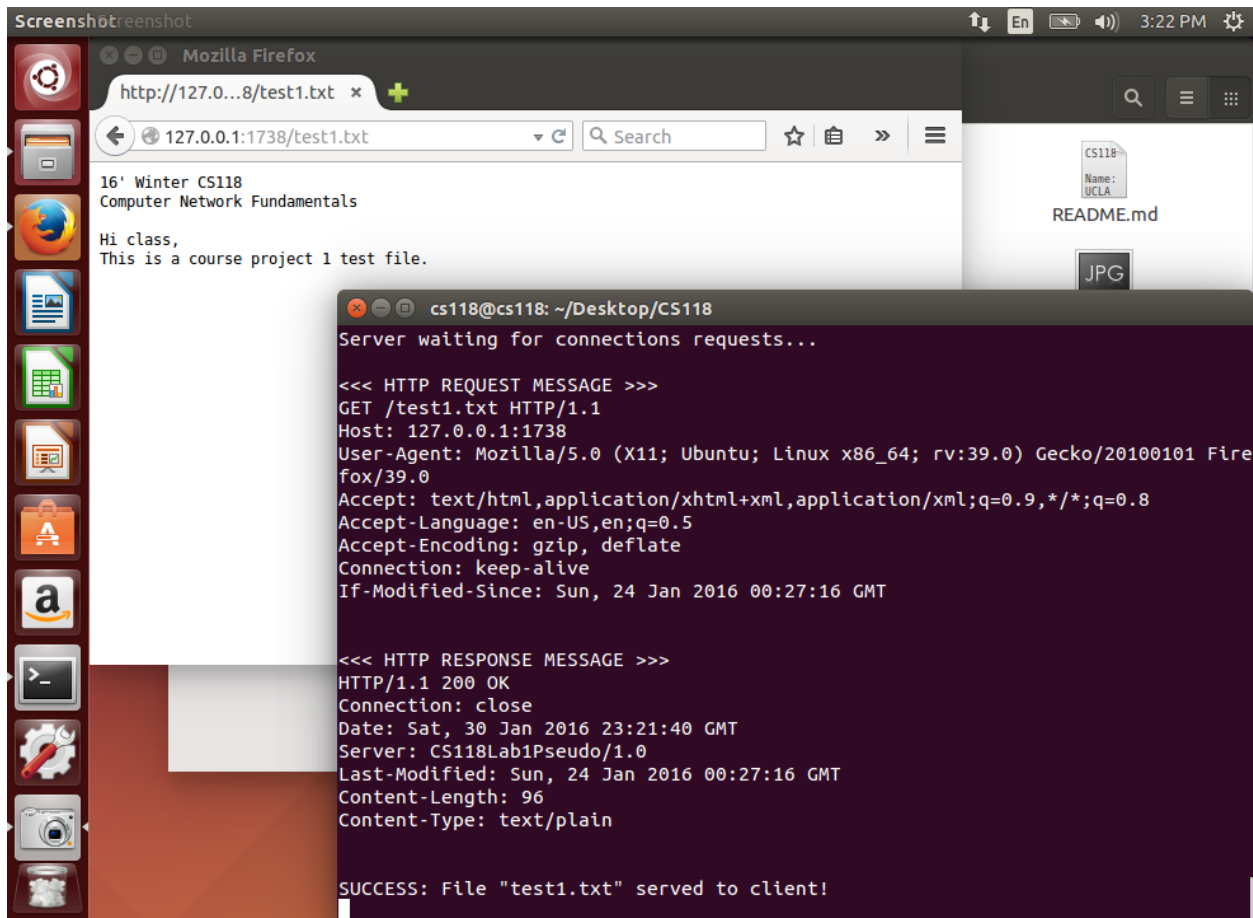 Screenshot
En
3:22 PM
Mozilla Firefox
http://127.0...8/test1.txt
127.0.0.1:1738/test1.txt
Search
16' Winter CS118
Computer Network Fundamentals
Hi class,
This is a course project 1 test file.
CS118
Name:
UCLA
README.md
JPG
cs118@cs118: ~/Desktop/CS118
Server waiting for connections requests...
<<< HTTP REQUEST MESSAGE >>>
GET /test1.txt HTTP/1.1
Host: 127.0.0.1:1738
User-Agent: Mozilla/5.0 (X11; Ubuntu; Linux x86_64; rv:39.0) Gecko/20100101 Fire
fox/39.0
Accept: text/html,application/xhtml+xml,application/xml;q=0.9,*/*;q=0.8
Accept-Language: en-US,en;q=0.5
Accept-Encoding: gzip, deflate
Connection: keep-alive
If-Modified-Since: Sun, 24 Jan 2016 00:27:16 GMT
<<< HTTP RESPONSE MESSAGE >>>
HTTP/1.1 200 OK
Connection: close
Date: Sat, 30 Jan 2016 23:21:40 GMT
Server: CS118Lab1Pseudo/1.0
Last-Modified: Sun, 24 Jan 2016 00:27:16 GMT
Content-Length: 96
Content-Type: text/plain
SUCCESS: File "test1.txt" served to client!